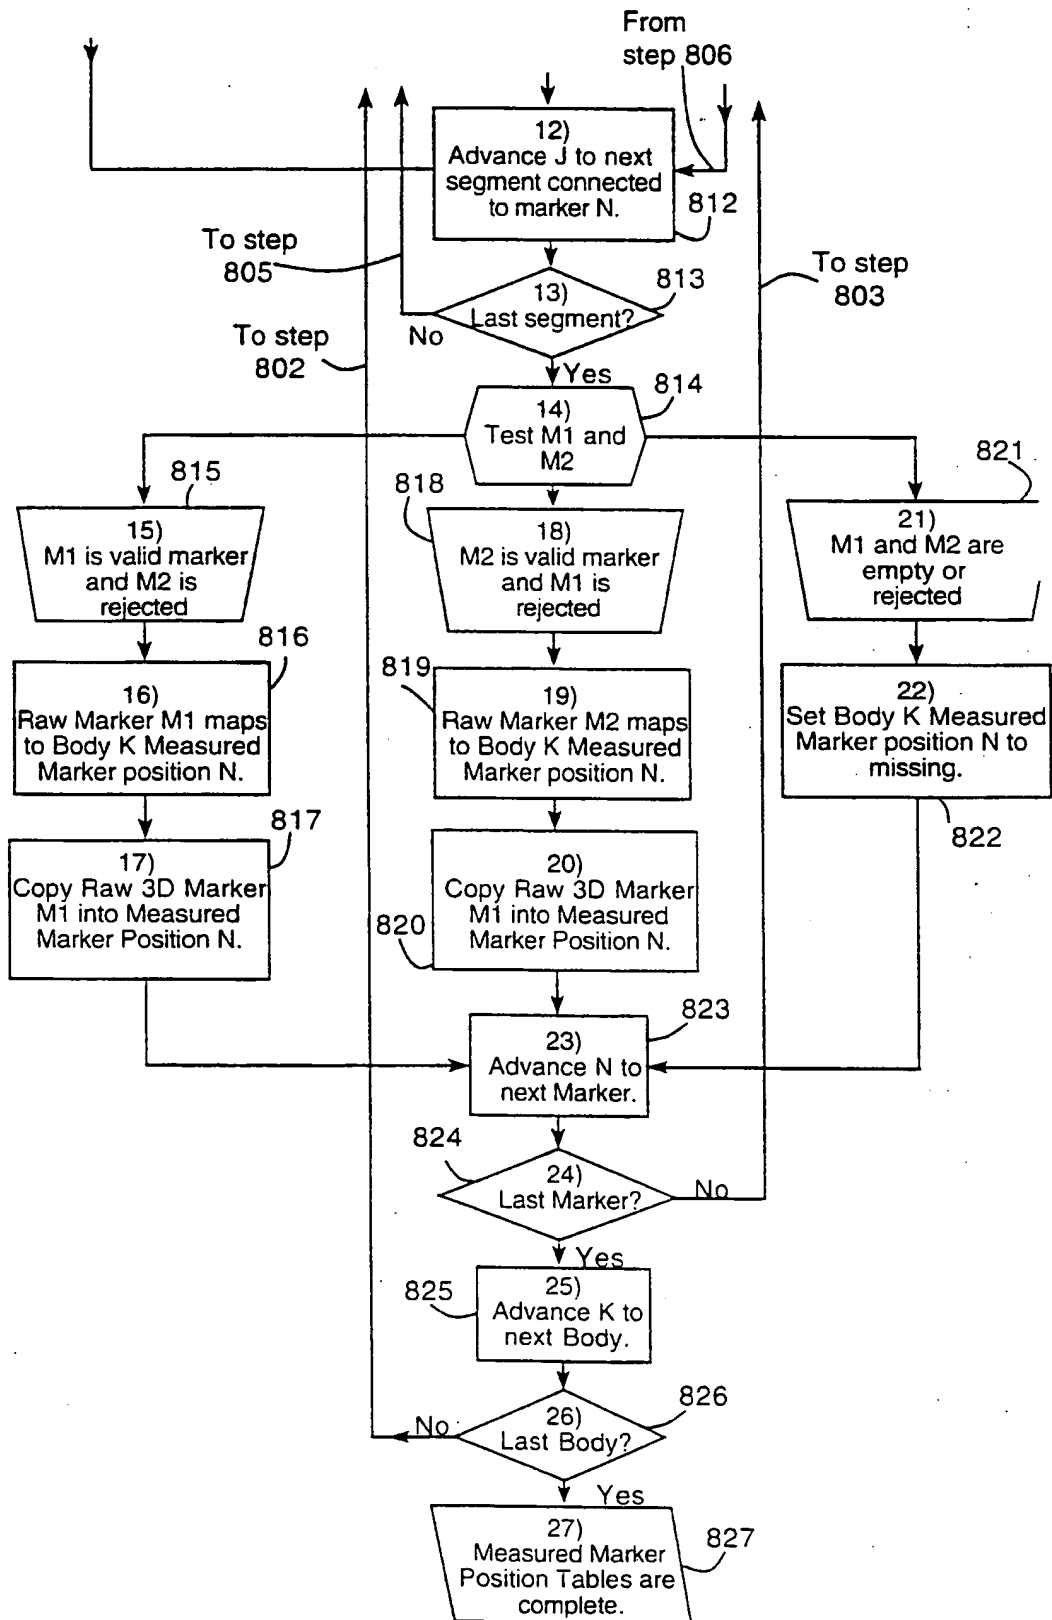 From
step 806
12)
Advance J to next
segment connected
to marker N.
812
To step
805
13)
Last segment?
813
No
To step
803
To step
802
Yes
14)
Test M1 and
M2
814
815
15)
M1 is valid marker
and M2 is
rejected
818
18)
M2 is valid marker
and M1 is
rejected
821
21)
M1 and M2 are
empty or
rejected
816
16)
Raw Marker M1 maps
to Body K Measured
Marker position N.
819
19)
Raw Marker M2 maps
to Body K Measured
Marker position N.
22)
Set Body K Measured
Marker position N to
missing.
822
817
17)
Copy Raw 3D Marker
M1 into Measured
Marker Position N.
20)
Copy Raw 3D Marker
M1 into Measured
Marker Position N.
820
823
23)
Advance N to
next Marker.
824
24)
Last Marker?
No
Yes
825
25)
Advance K to
next Body.
826
26)
Last Body?
No
Yes
27)
Measured Marker
Position Tables are
complete.
827